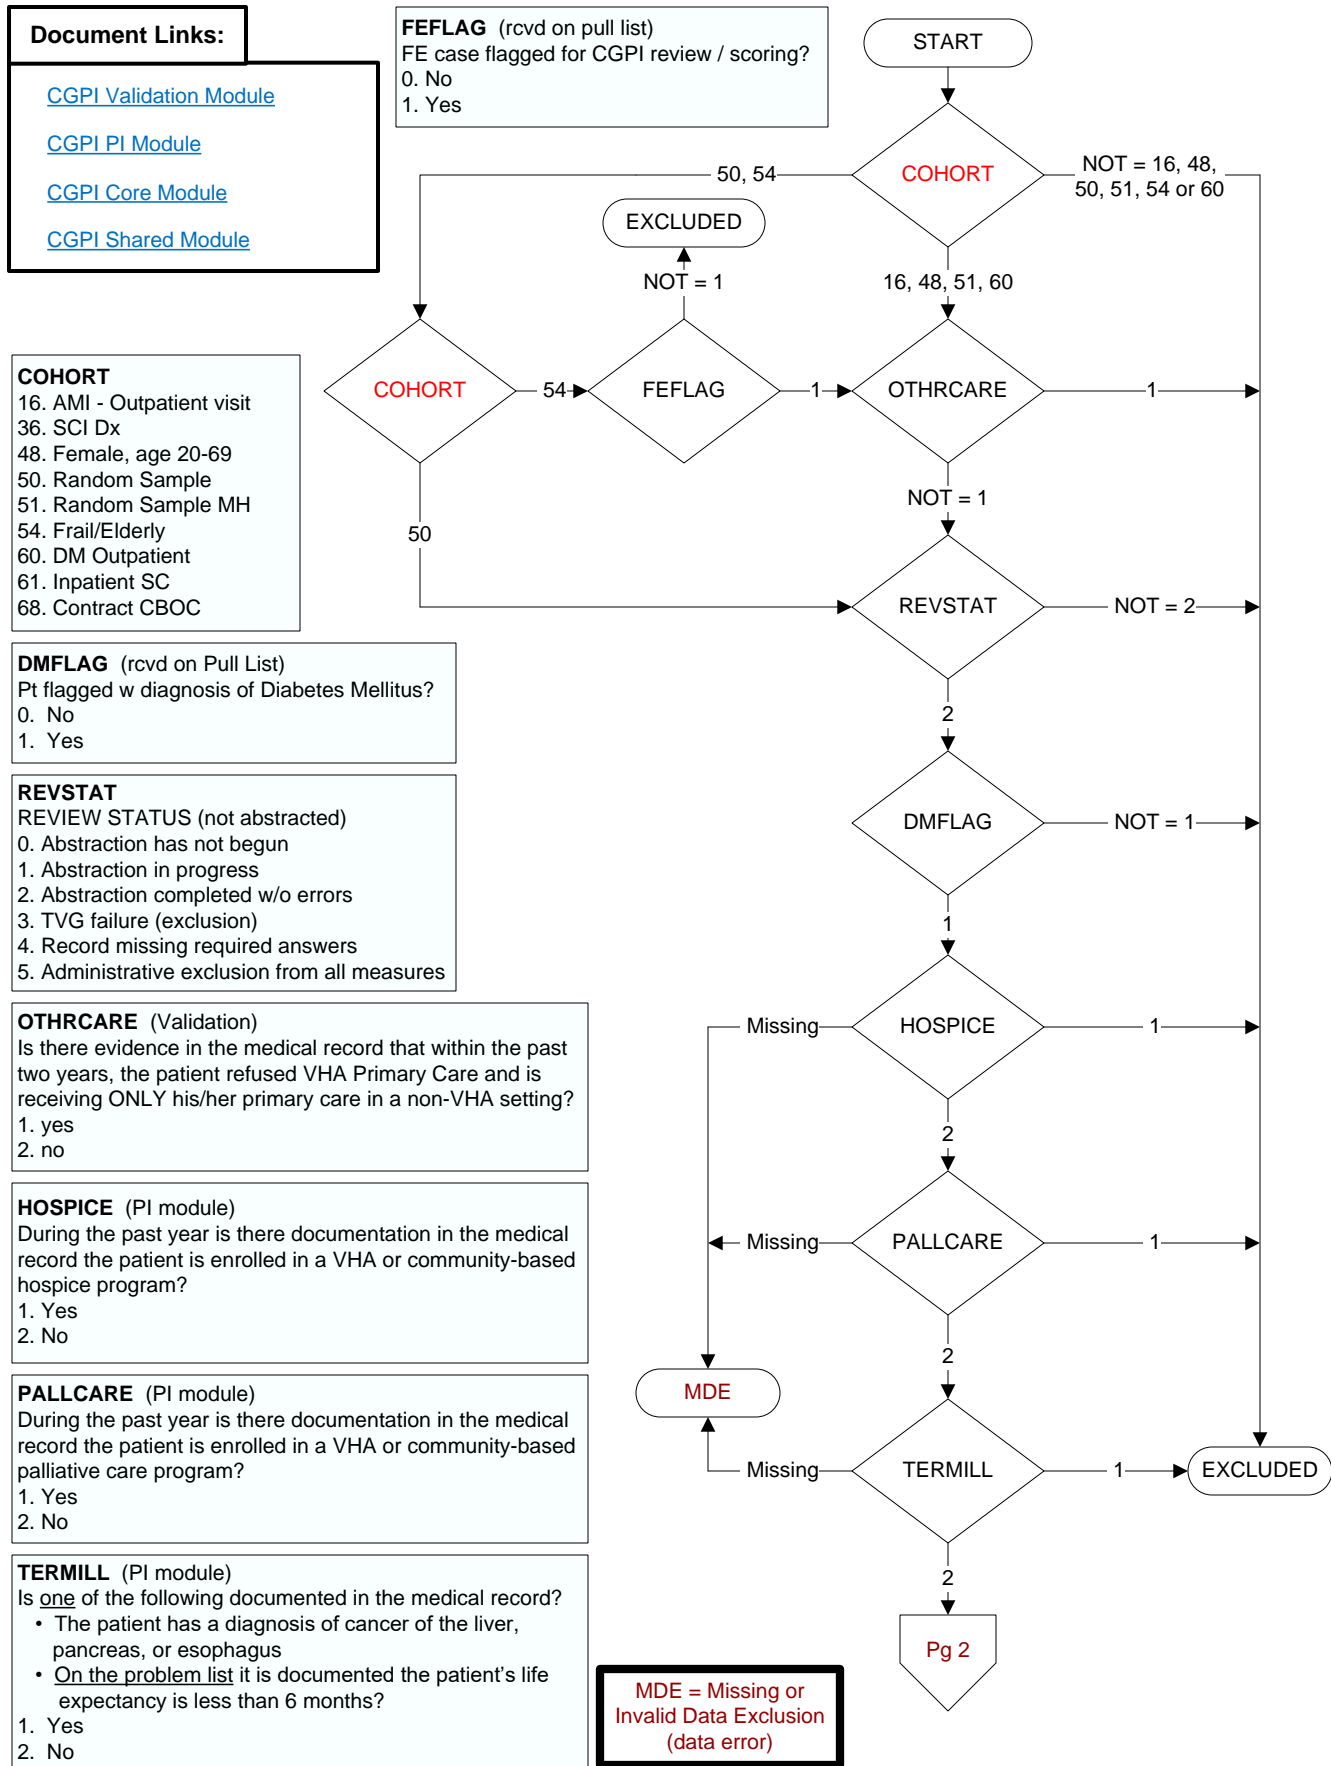 Document Links:
CGPI Validation Module
CGPI PI Module
CGPI Core Module
CGPI Shared Module
FEFLAG (rcvd on pull list)
FE case flagged for CGPI review / scoring?
0. No
1. Yes
START
COHORT
50, 54
NOT = 16, 48,
50, 51, 54 or 60
EXCLUDED
NOT = 1
16, 48, 51, 60
COHORT
54
FEFLAG
1
OTHRCARE
1
NOT = 1
50
REVSTAT
NOT = 2
2
DMFLAG
NOT = 1
1
Missing
HOSPICE
1
2
Missing
PALLCARE
1
2
MDE
Missing
TERMILL
1
EXCLUDED
2
Pg 2
COHORT
16. AMI - Outpatient visit
36. SCI Dx
48. Female, age 20-69
50. Random Sample
51. Random Sample MH
54. Frail/Elderly
60. DM Outpatient
61. Inpatient SC
68. Contract CBOC
DMFLAG (rcvd on Pull List)
Pt flagged w diagnosis of Diabetes Mellitus?
0. No
1. Yes
REVSTAT
REVIEW STATUS (not abstracted)
0. Abstraction has not begun
1. Abstraction in progress
2. Abstraction completed w/o errors
3. TVG failure (exclusion)
4. Record missing required answers
5. Administrative exclusion from all measures
OTHRCARE (Validation)
Is there evidence in the medical record that within the past
two years, the patient refused VHA Primary Care and is
receiving ONLY his/her primary care in a non-VHA setting?
1. yes
2. no
HOSPICE (PI module)
During the past year is there documentation in the medical
record the patient is enrolled in a VHA or community-based
hospice program?
1. Yes
2. No
PALLCARE (PI module)
During the past year is there documentation in the medical
record the patient is enrolled in a VHA or community-based
palliative care program?
1. Yes
2. No
TERMILL (PI module)
Is one of the following documented in the medical record?
• The patient has a diagnosis of cancer of the liver,
pancreas, or esophagus
• On the problem list it is documented the patient's life
expectancy is less than 6 months?
1. Yes
2. No
MDE = Missing or
Invalid Data Exclusion
(data error)